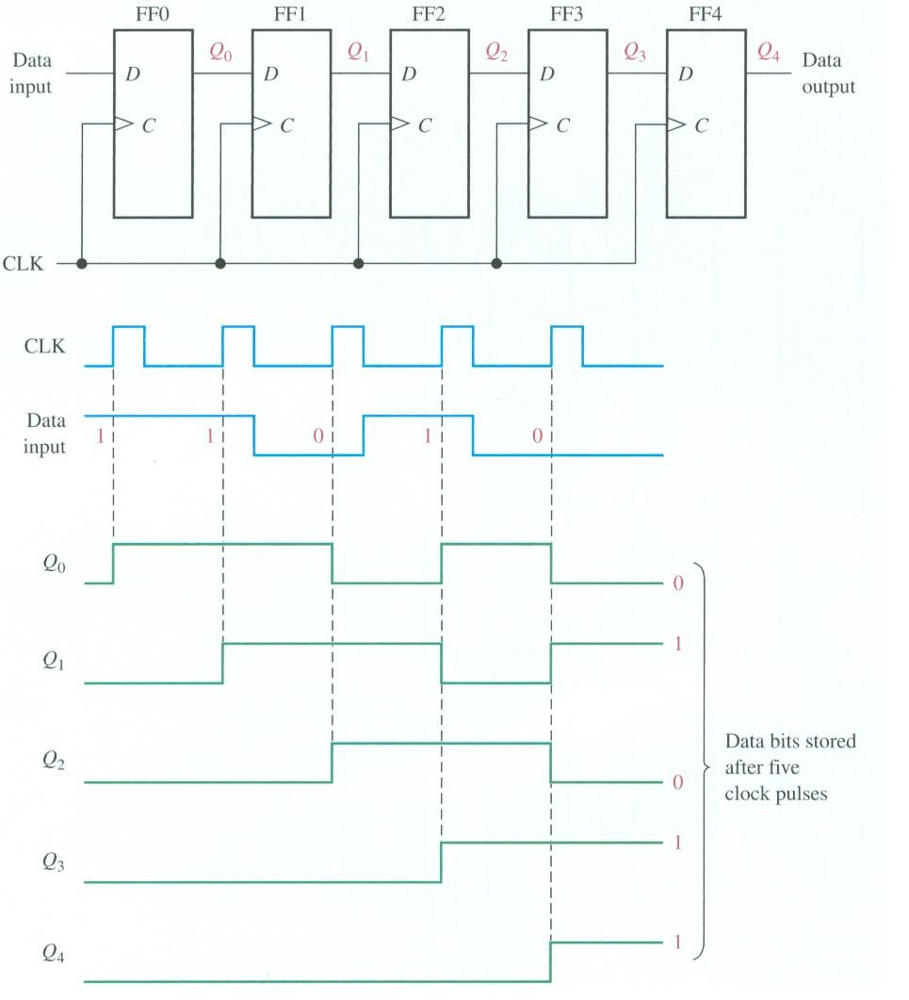 FF0 FF1 FF2 FF3 FF4
Data input
Q0 Q1 Q2 Q3 Q4
Data output
D D D D D
C C C C C
CLK
CLK
Data input
1 1 0 1 0
Q0 0
Q1 1
Q2 0
Q3 1
Q4 1
Data bits stored
after five
clock pulses